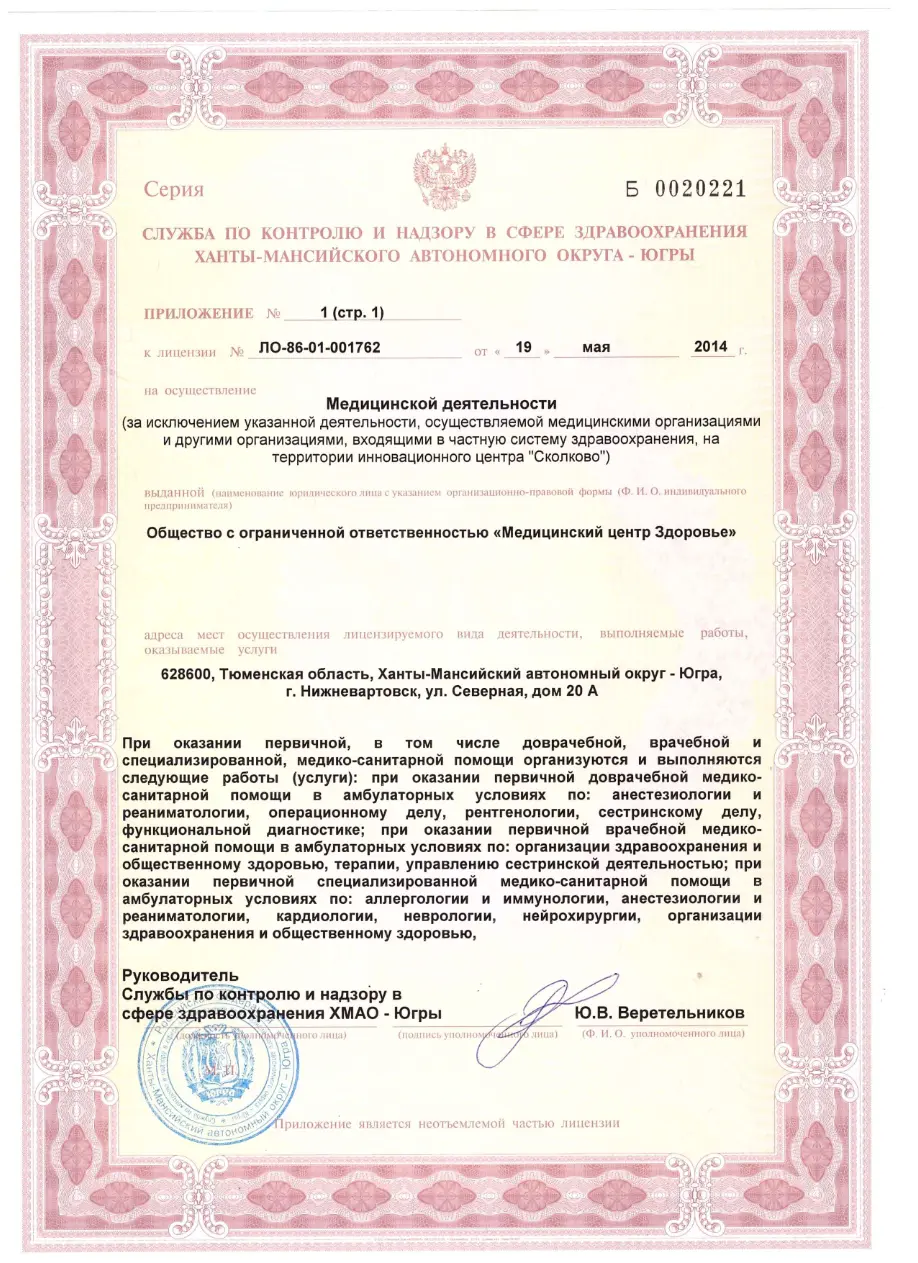 Серия Б 0020221
СЛУЖБА ПО КОНТРОЛЮ И НАДЗОРУ В СФЕРЕ ЗДРАВООХРАНЕНИЯ
ХАНТЫ-МАНСИЙСКОГО АВТОНОМНОГО ОКРУГА - ЮГРЫ
ПРИЛОЖЕНИЕ № 1 (стр. 1)
к лицензии № ЛО-86-01-001762 от « 19 » мая 2014 г.
на осуществление
Медицинской деятельности
(за исключением указанной деятельности, осуществляемой медицинскими организациями
и другими организациями, входящими в частную систему здравоохранения, на
территории инновационного центра "Сколково")
выданной (наименование юридического лица с указанием организационно-правовой формы (Ф. И. О. индивидуального
предпринимателя)
Общество с ограниченной ответственностью «Медицинский центр Здоровье»
адреса мест осуществления лицензируемого вида деятельности, выполняемые работы,
оказываемые услуги
628600, Тюменская область, Ханты-Мансийский автономный округ - Югра,
г. Нижневартовск, ул. Северная, дом 20 А
При оказании первичной, в том числе доврачебной, врачебной и
специализированной, медико-санитарной помощи организуются и выполняются
следующие работы (услуги): при оказании первичной доврачебной медико-
санитарной помощи в амбулаторных условиях по: анестезиологии и
реаниматологии, операционному делу, рентгенологии, сестринскому делу,
функциональной диагностике; при оказании первичной врачебной медико-
санитарной помощи в амбулаторных условиях по: организации здравоохранения и
общественному здоровью, терапии, управлению сестринской деятельностью; при
оказании первичной специализированной медико-санитарной помощи в
амбулаторных условиях по: аллергологии и иммунологии, анестезиологии и
реаниматологии, кардиологии, неврологии, нейрохирургии, организации
здравоохранения и общественному здоровью,
Руководитель
Службы по контролю и надзору в
сфере здравоохранения ХМАО - Югры Ю.В. Веретельников
(должность уполномоченного лица) (подпись уполномоченного лица) (Ф. И. О. уполномоченного лица)
М. П.
Российская Федерация
Ханты-Мансийский автономный округ - Югра
ЮГРА
Приложение является неотъемлемой частью лицензии